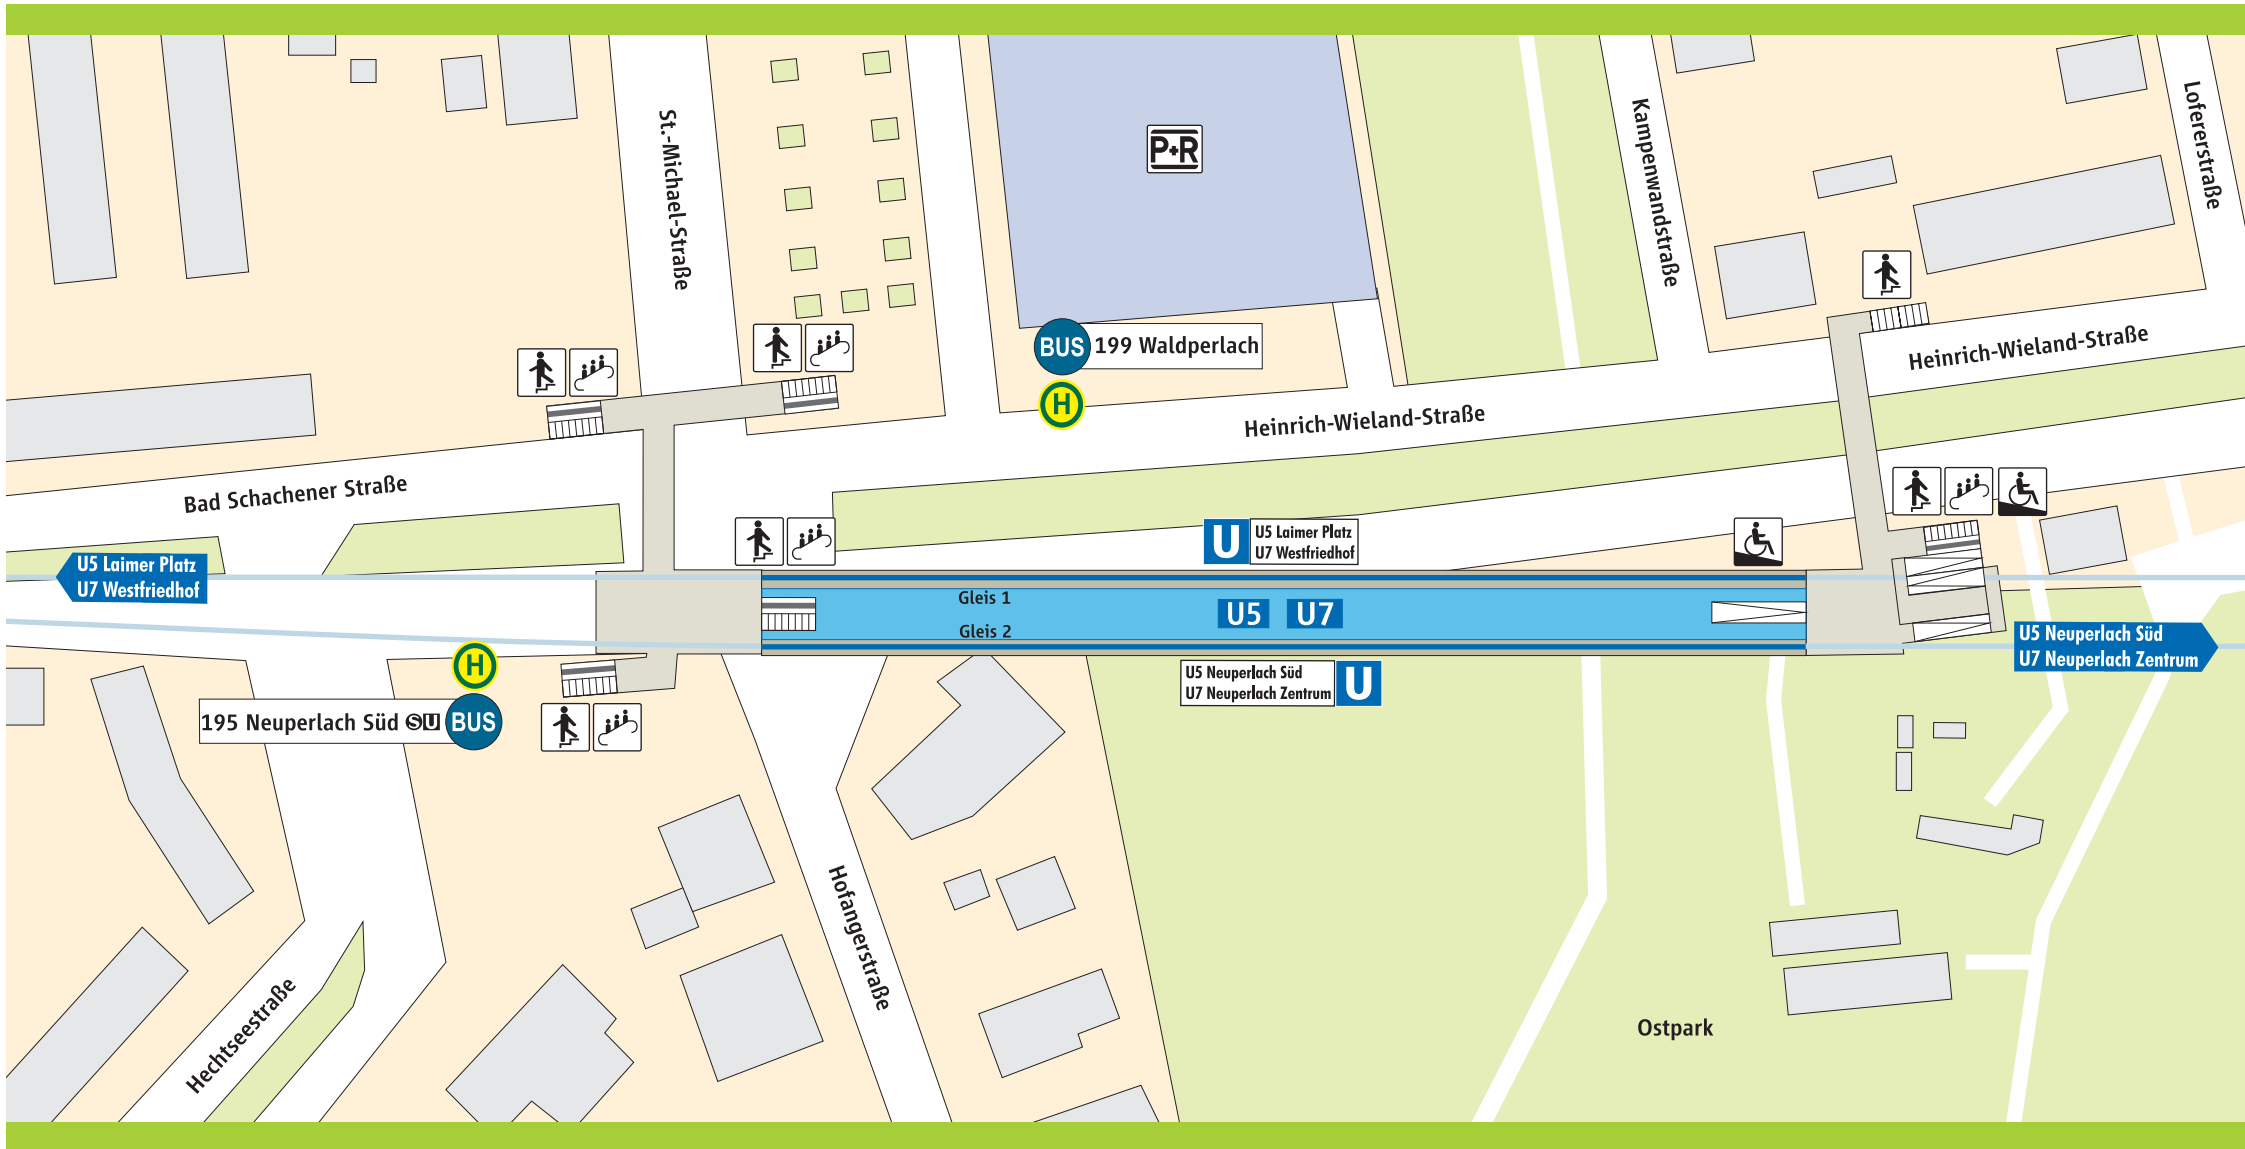 St.-Michael-Straße
P+R
Kampenwandstraße
Lofererstraße
BUS 199 Waldperlach
H
Heinrich-Wieland-Straße
Heinrich-Wieland-Straße
Bad Schachener Straße
U5 Laimer Platz
U7 Westfriedhof
U
U5 Laimer Platz
U7 Westfriedhof
Gleis 1
U5 U7
Gleis 2
U5 Neuperlach Süd
U7 Neuperlach Zentrum
U
U5 Neuperlach Süd
U7 Neuperlach Zentrum
H
195 Neuperlach Süd S U BUS
Hofangerstraße
Hechtseestraße
Ostpark